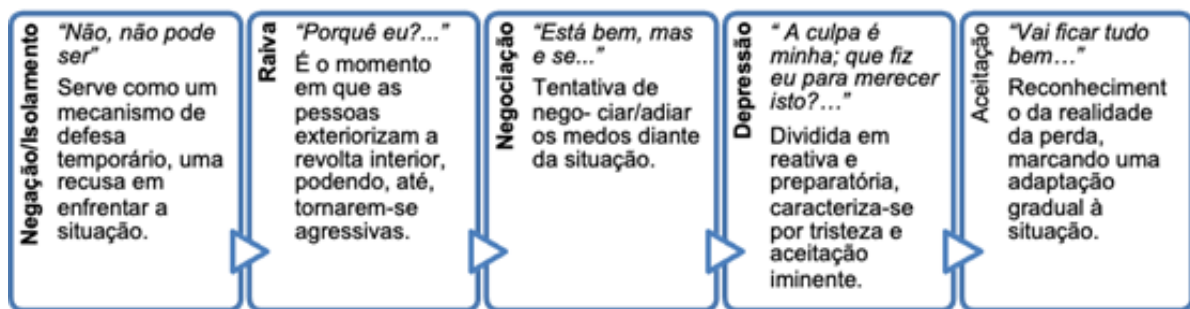 Negação/Isolamento
“Não, não pode
ser”
Serve como um
mecanismo de
defesa
temporário, uma
recusa em
enfrentar a
situação.
Raiva
“Porquê eu?...”
É o momento
em que as
pessoas
exteriorizam a
revolta interior,
podendo, até,
tornarem-se
agressivas.
Negociação
“Está bem, mas
e se...”
Tentativa de
nego- ciar/adiar
os medos diante
da situação.
Depressão
“ A culpa é
minha; que fiz
eu para merecer
isto?…”
Dividida em
reativa e
preparatória,
caracteriza-se
por tristeza e
aceitação
iminente.
Aceitação
“Vai ficar tudo
bem…”
Reconheciment
o da realidade
da perda,
marcando uma
adaptação
gradual à
situação.